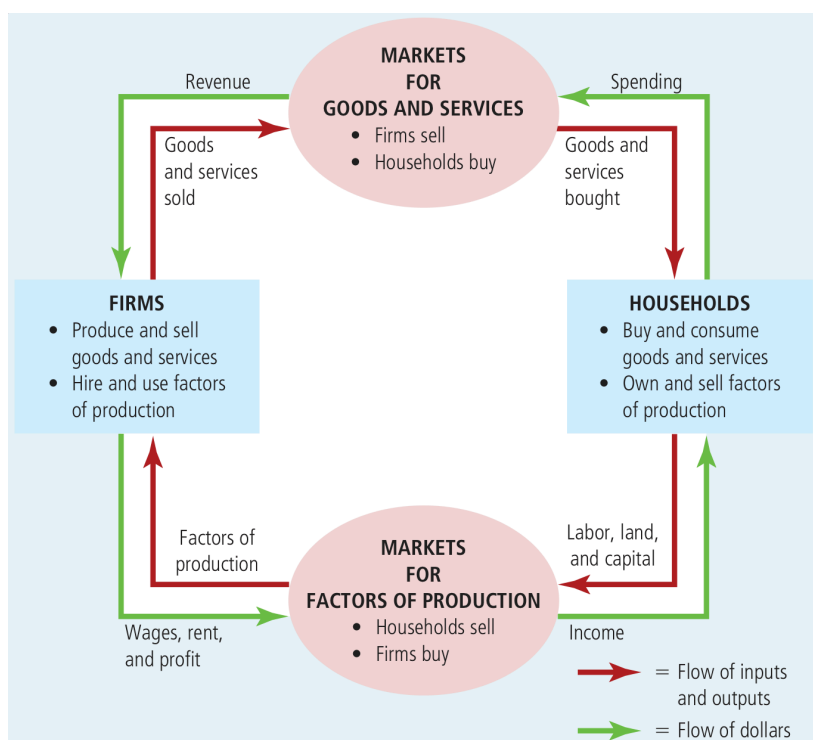 MARKETS
FOR
GOODS AND SERVICES
• Firms sell
• Households buy
Revenue
Spending
Goods
and services
sold
Goods and
services
bought
FIRMS
• Produce and sell
goods and services
• Hire and use factors
of production
HOUSEHOLDS
• Buy and consume
goods and services
• Own and sell factors
of production
Factors of
production
Labor, land,
and capital
MARKETS
FOR
FACTORS OF PRODUCTION
• Households sell
• Firms buy
Wages, rent,
and profit
Income
= Flow of inputs
and outputs
= Flow of dollars